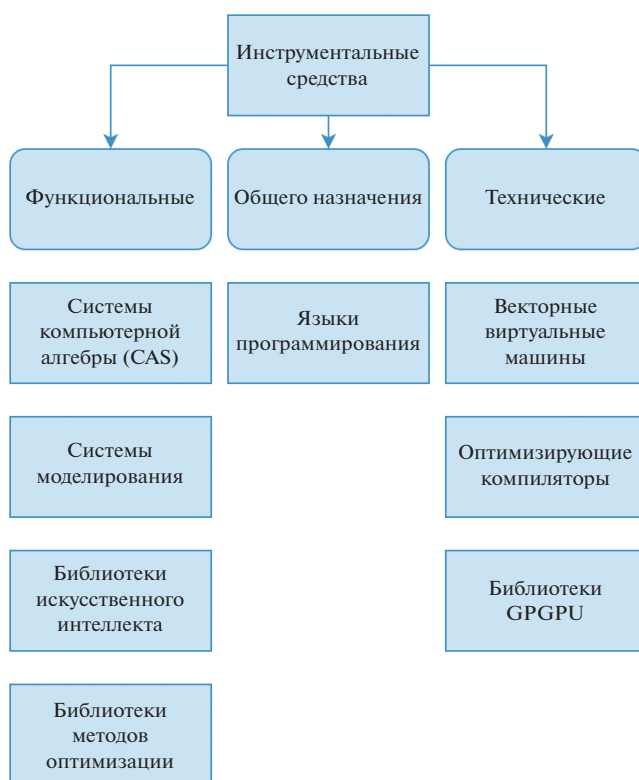 Инструментальные
средства
Функциональные
Общего назначения
Технические
Системы
компьютерной
алгебры (CAS)
Языки
программирования
Векторные
виртуальные
машины
Системы
моделирования
Оптимизирующие
компиляторы
Библиотеки
искусственного
интеллекта
Библиотеки
GPGPU
Библиотеки
методов
оптимизации